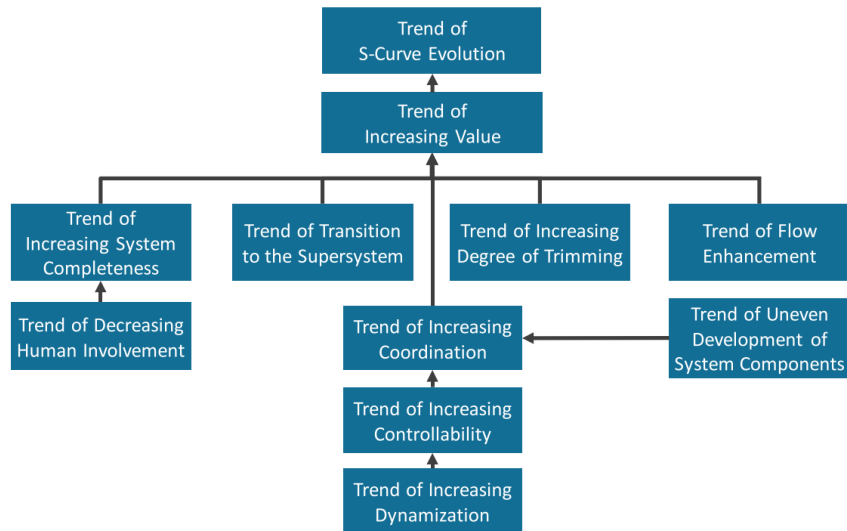 Trend of
S-Curve Evolution
Trend of
Increasing Value
Trend of
Increasing System
Completeness
Trend of Transition
to the Supersystem
Trend of Increasing
Degree of Trimming
Trend of Flow
Enhancement
Trend of Decreasing
Human Involvement
Trend of Increasing
Coordination
Trend of Uneven
Development of
System Components
Trend of Increasing
Controllability
Trend of Increasing
Dynamization